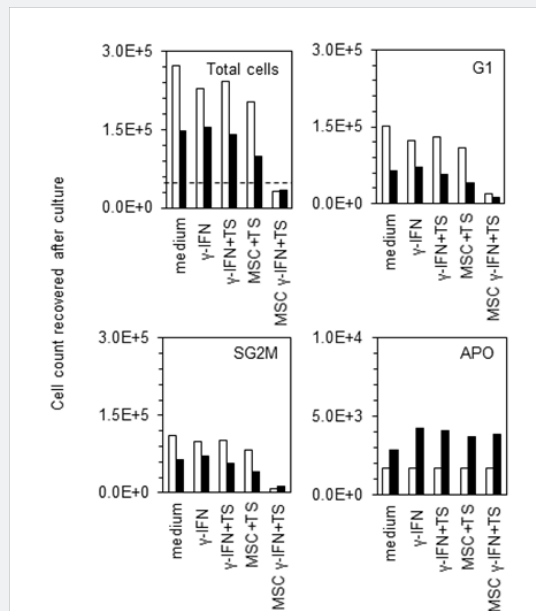 Cell count recovered after culture
Total cells
3.0E+5
1.5E+5
0.0E+0
medium
γ-IFN
γ-IFN+TS
MSC+TS
MSC γ-IFN+TS
G1
3.0E+5
1.5E+5
0.0E+0
medium
γ-IFN
γ-IFN+TS
MSC+TS
MSC γ-IFN+TS
SG2M
3.0E+5
1.5E+5
0.0E+0
medium
γ-IFN
γ-IFN+TS
MSC+TS
MSC γ-IFN+TS
APO
1.0E+4
5.0E+3
0.0E+0
medium
γ-IFN
γ-IFN+TS
MSC+TS
MSC γ-IFN+TS